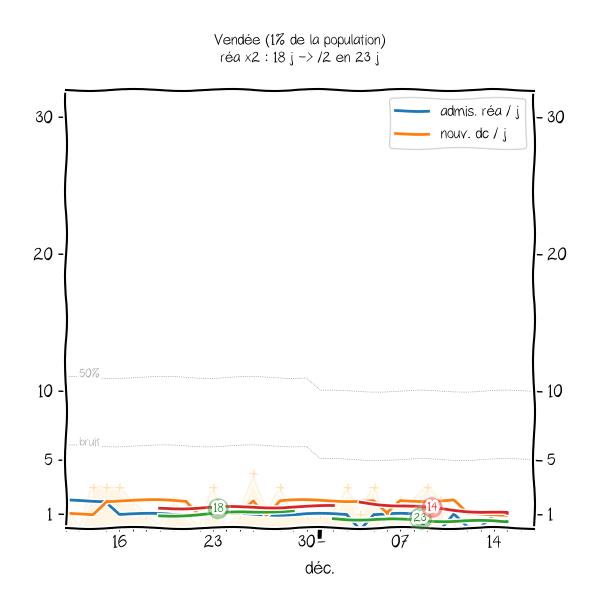 Vendée (1% de la population)
réa x2 : 18 j -> /2 en 23 j
admis. réa / j
nouv. dc / j
30 30
20 20
50%
10 10
bruit
5 5
18 14
23
1 1
16 23 30 07 14
déc.